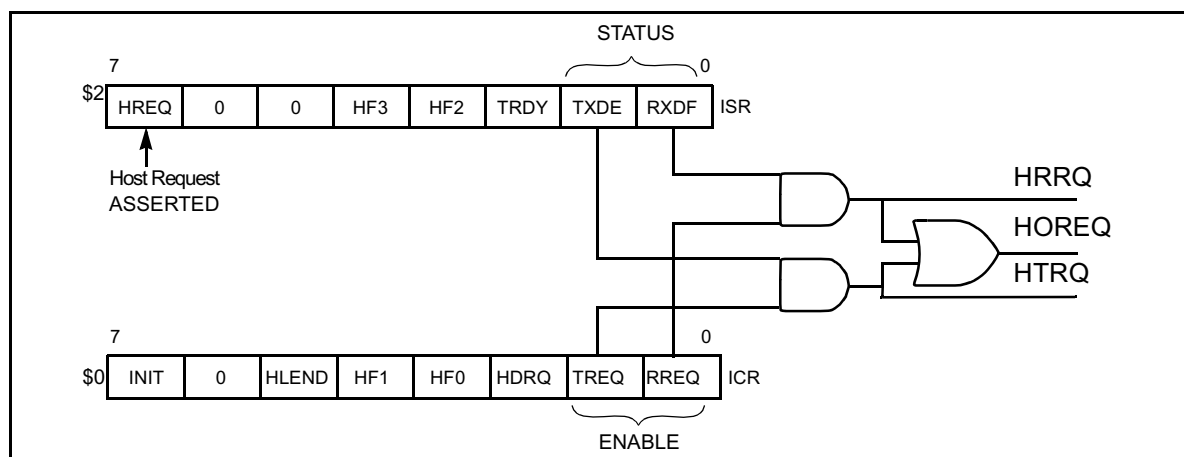 STATUS
7 0
$2 HREQ 0 0 HF3 HF2 TRDY TXDE RXDF ISR
Host Request
ASSERTED
HRRQ
HOREQ
HTRQ
7 0
$0 INIT 0 HLEND HF1 HF0 HDRQ TREQ RREQ ICR
ENABLE